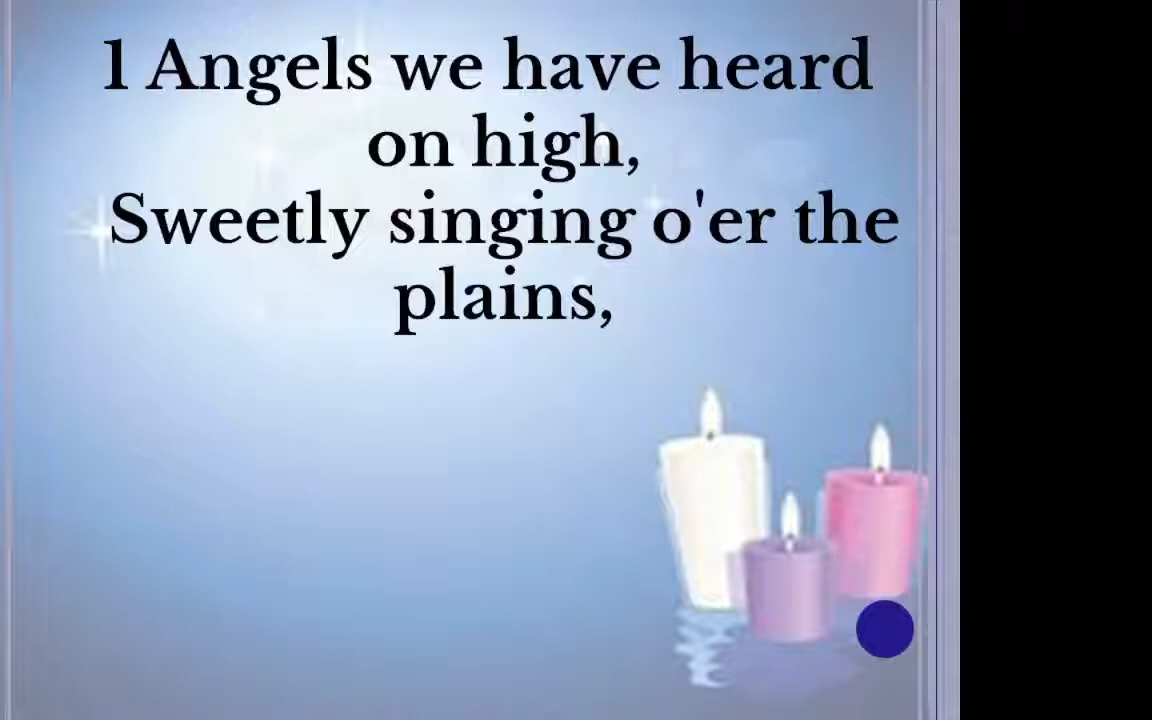 1 Angels we have heard
on high,
Sweetly singing o'er the
plains,